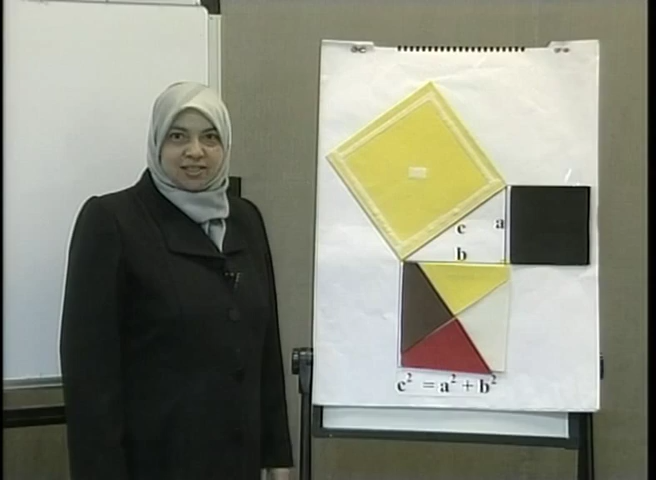 a
c
b
c² = a² + b²